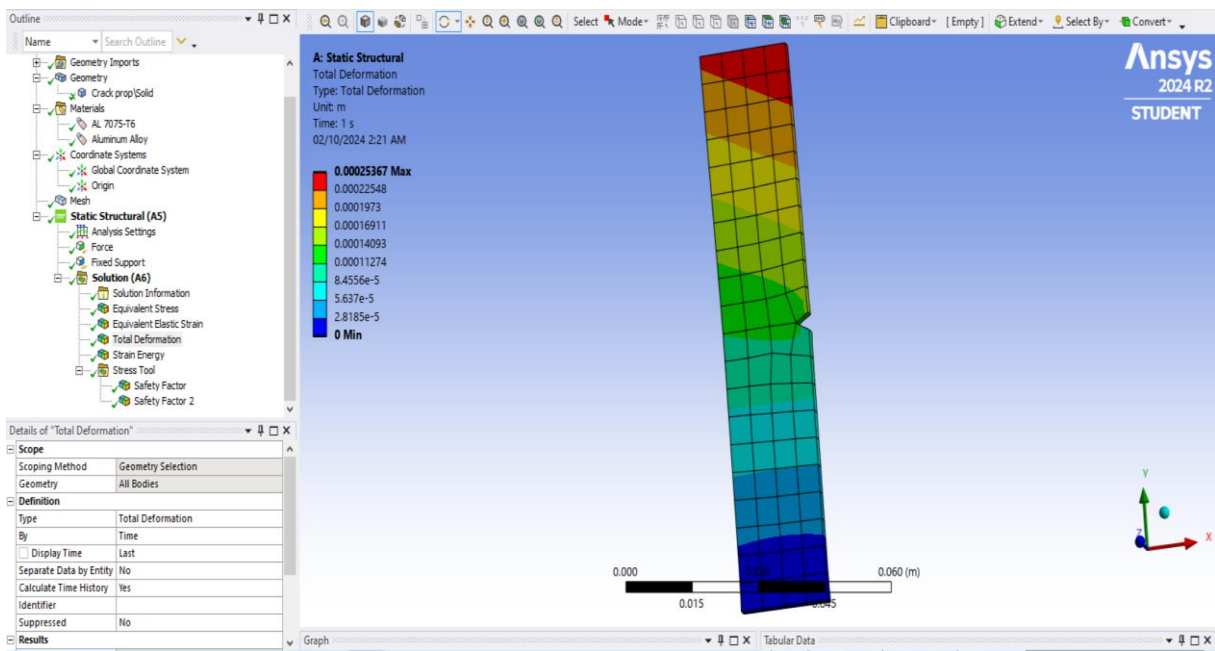 Outline
Name Search Outline
Geometry Imports
Geometry
Crack prop\Solid
Materials
AL 7075-T6
Aluminum Alloy
Coordinate Systems
Global Coordinate System
Origin
Mesh
Static Structural (A5)
Analysis Settings
Force
Fixed Support
Solution (A6)
Solution Information
Equivalent Stress
Equivalent Elastic Strain
Total Deformation
Strain Energy
Stress Tool
Safety Factor
Safety Factor 2
Details of "Total Deformation"
Scope
Scoping Method Geometry Selection
Geometry All Bodies
Definition
Type Total Deformation
By Time
Display Time Last
Separate Data by Entity No
Calculate Time History Yes
Identifier
Suppressed No
Results
Select Mode Clipboard [Empty] Extend Select By Convert
A: Static Structural
Total Deformation
Type: Total Deformation
Unit: m
Time: 1 s
02/10/2024 2:21 AM
0.00025367 Max
0.00022548
0.0001973
0.00016911
0.00014093
0.00011274
8.4556e-5
5.637e-5
2.8185e-5
0 Min
Ansys
2024 R2
STUDENT
Y
Z X
0.000 0.060 (m)
0.015 0.045
Graph Tabular Data